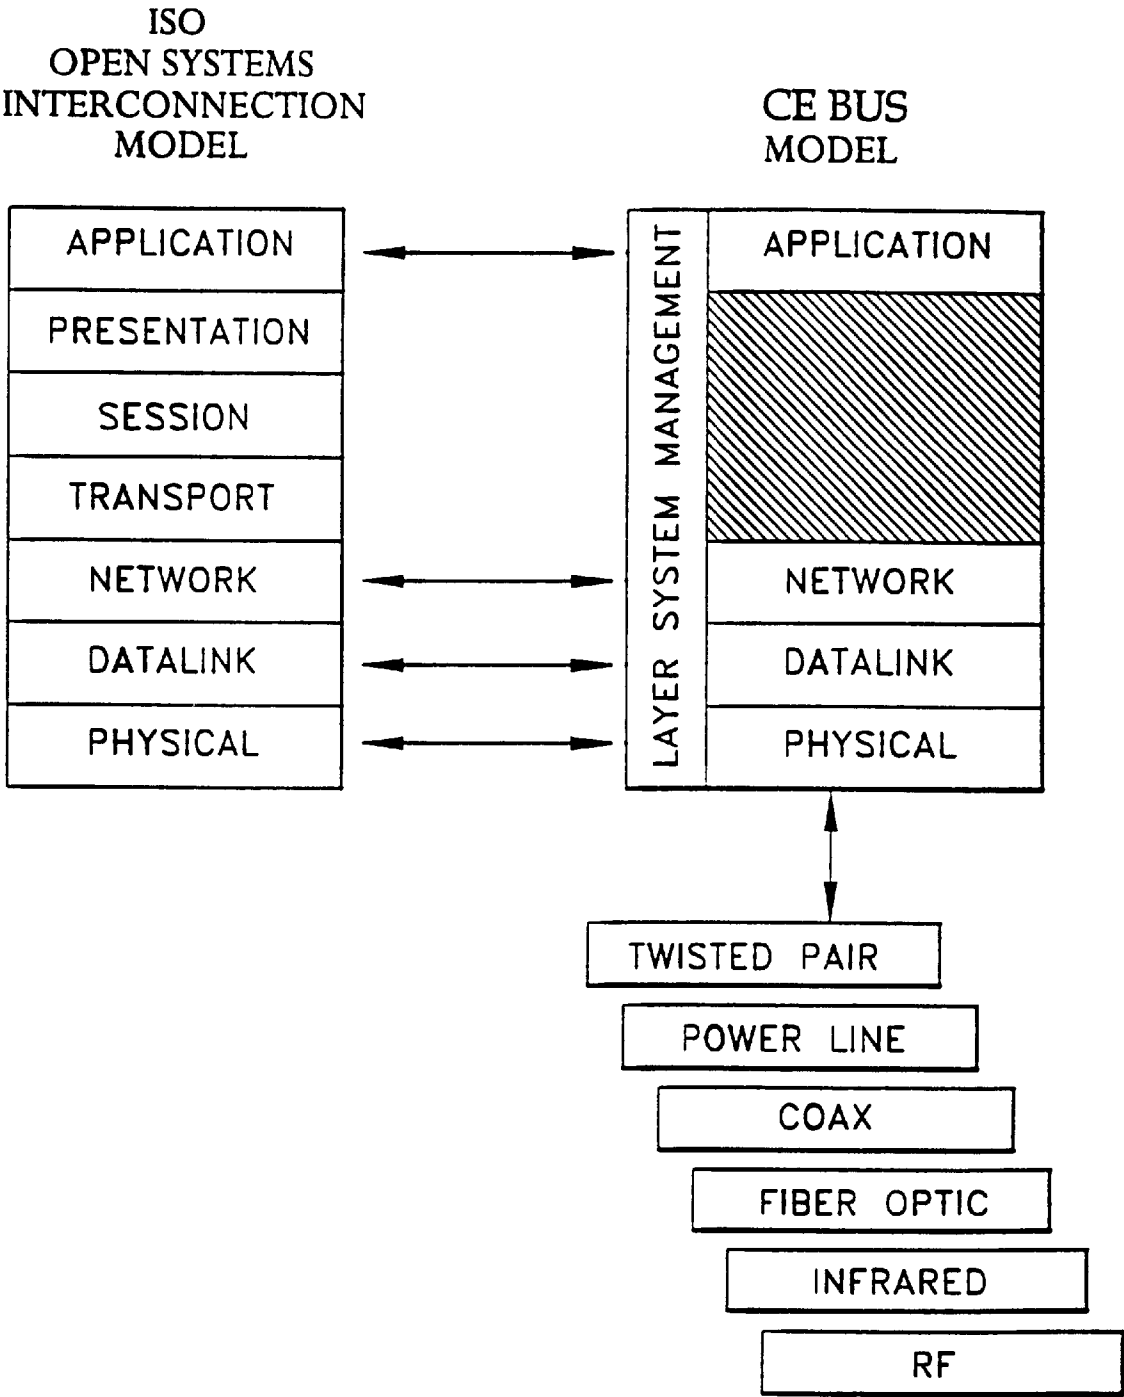 ISO
OPEN SYSTEMS
INTERCONNECTION
MODEL
CE BUS
MODEL
APPLICATION
PRESENTATION
SESSION
TRANSPORT
NETWORK
DATALINK
PHYSICAL
LAYER SYSTEM MANAGEMENT
APPLICATION
NETWORK
DATALINK
PHYSICAL
TWISTED PAIR
POWER LINE
COAX
FIBER OPTIC
INFRARED
RF